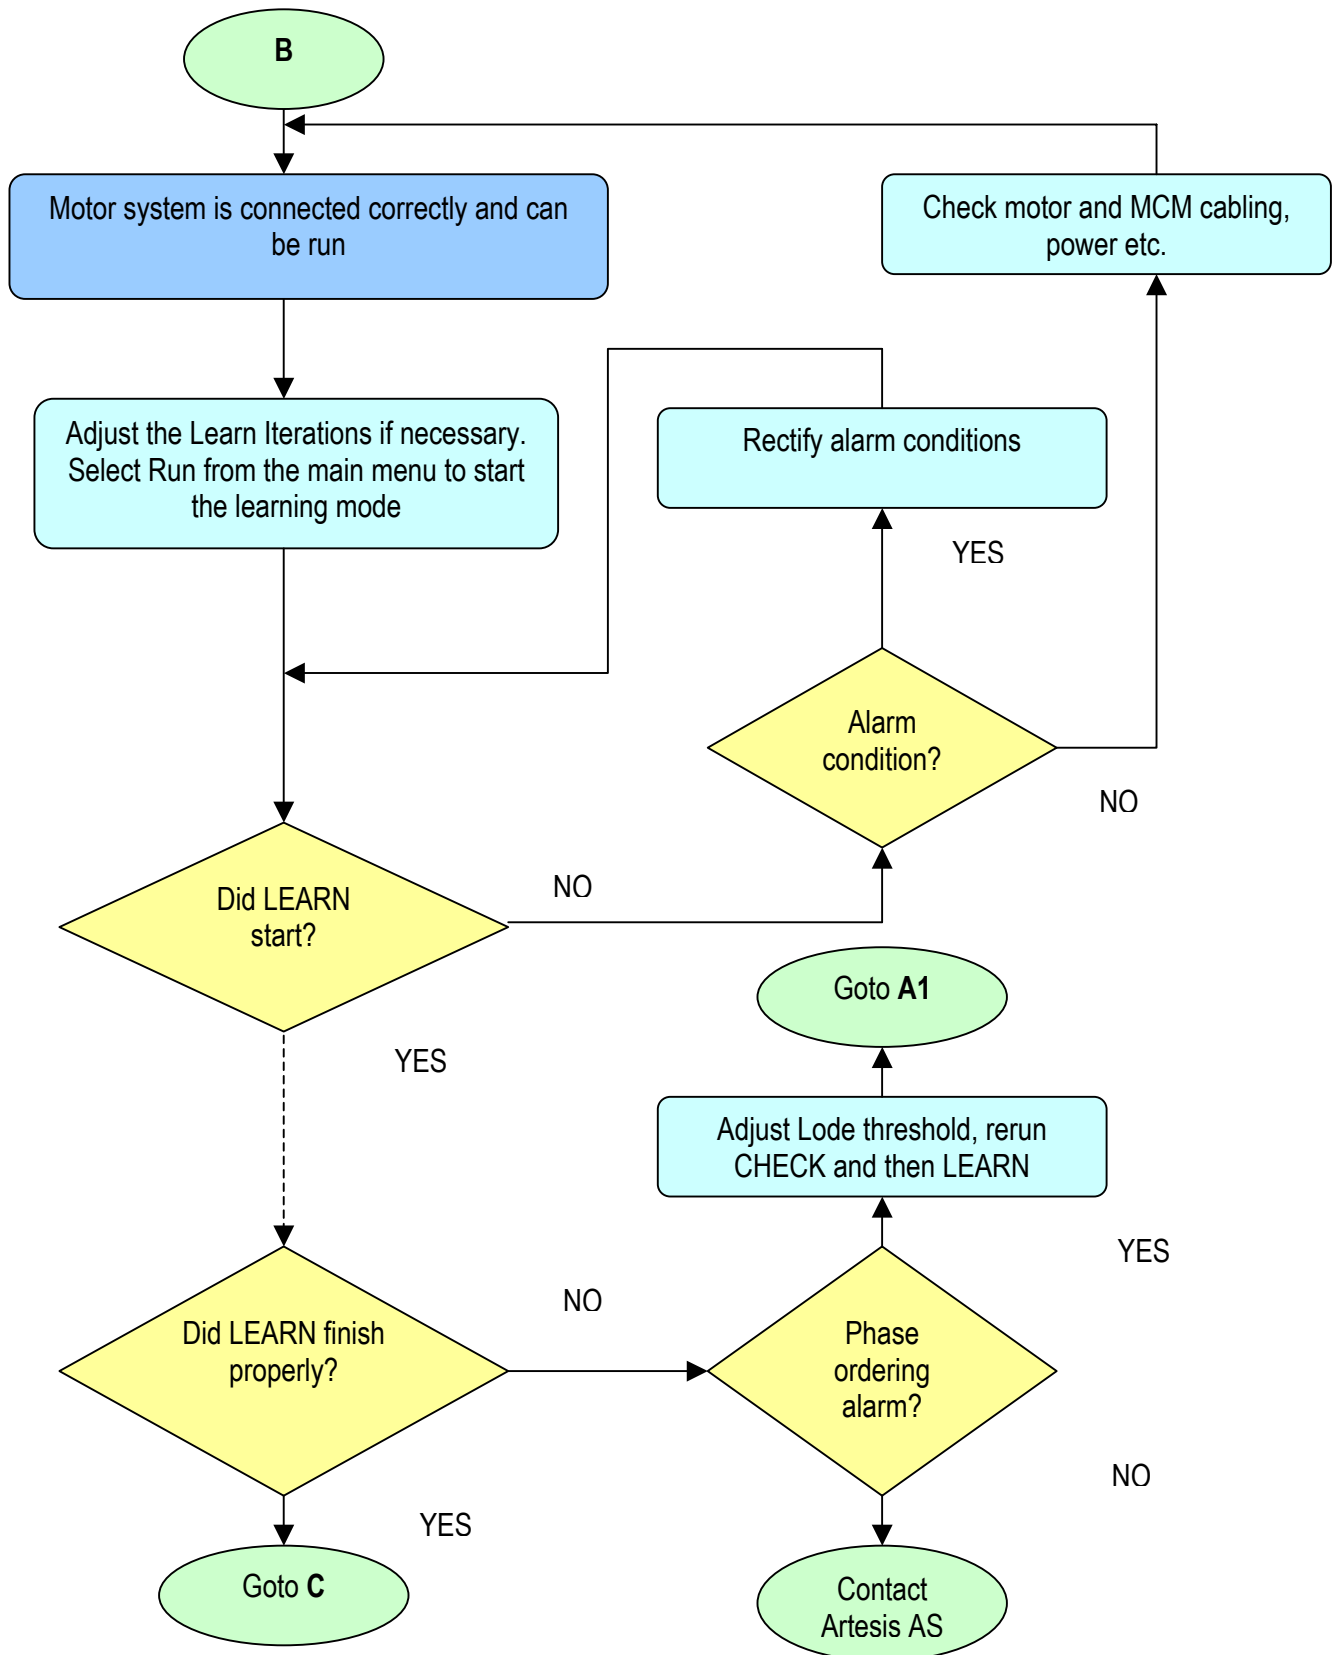 B
Motor system is connected correctly and can
be run
Check motor and MCM cabling,
power etc.
Adjust the Learn Iterations if necessary.
Select Run from the main menu to start
the learning mode
Rectify alarm conditions
YES
Alarm
condition?
NO
Did LEARN
start?
NO
YES
Goto A1
Adjust Lode threshold, rerun
CHECK and then LEARN
YES
Did LEARN finish
properly?
NO
Phase
ordering
alarm?
NO
YES
Goto C
Contact
Artesis AS